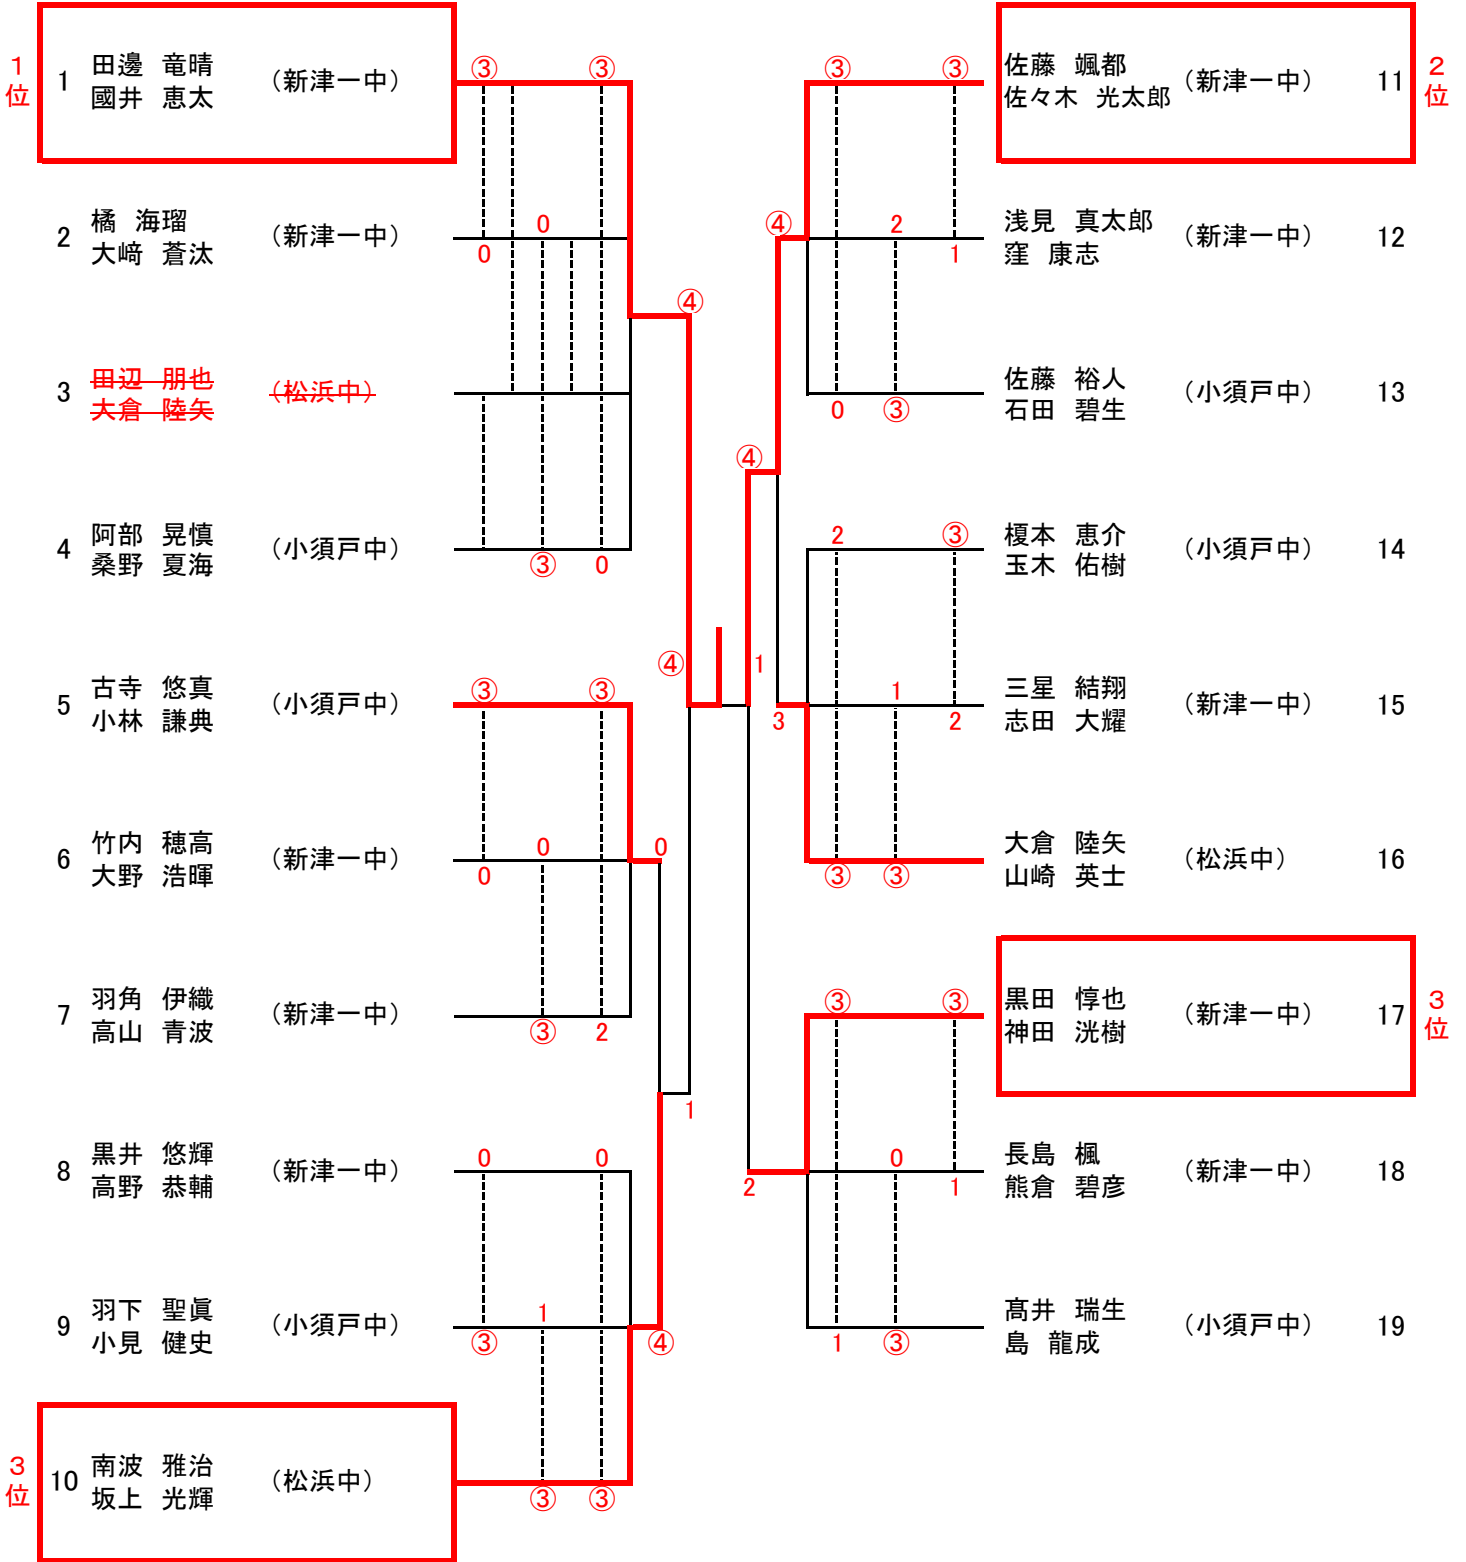 1位
1 田邊 竜晴 (新津一中)
國井 恵太
2 橘 海瑠 (新津一中)
大﨑 蒼汰
3 田辺 朋也 (松浜中)
大倉 陸矢
4 阿部 晃慎 (小須戸中)
桑野 夏海
5 古寺 悠真 (小須戸中)
小林 謙典
6 竹内 穂高 (新津一中)
大野 浩暉
7 羽角 伊織 (新津一中)
高山 青波
8 黒井 悠輝 (新津一中)
高野 恭輔
9 羽下 聖眞 (小須戸中)
小見 健史
3位
10 南波 雅治 (松浜中)
坂上 光輝
③ ③
0
0
④
③ 0
④
③ ③
0 0
0
③ 2
1
0 0
1
③ ④
③ ③
③ ③
④ 2
1
0 ③
④
2 ③
1 1
3 2
③ ③
③ ③
0
2 1
1 ③
佐藤 颯都 (新津一中) 11
佐々木 光太郎
2位
浅見 真太郎 (新津一中) 12
窪 康志
佐藤 裕人 (小須戸中) 13
石田 碧生
榎本 恵介 (小須戸中) 14
玉木 佑樹
三星 結翔 (新津一中) 15
志田 大耀
大倉 陸矢 (松浜中) 16
山崎 英士
黒田 惇也 (新津一中) 17
神田 洸樹
3位
長島 楓 (新津一中) 18
熊倉 碧彦
髙井 瑞生 (小須戸中) 19
島 龍成